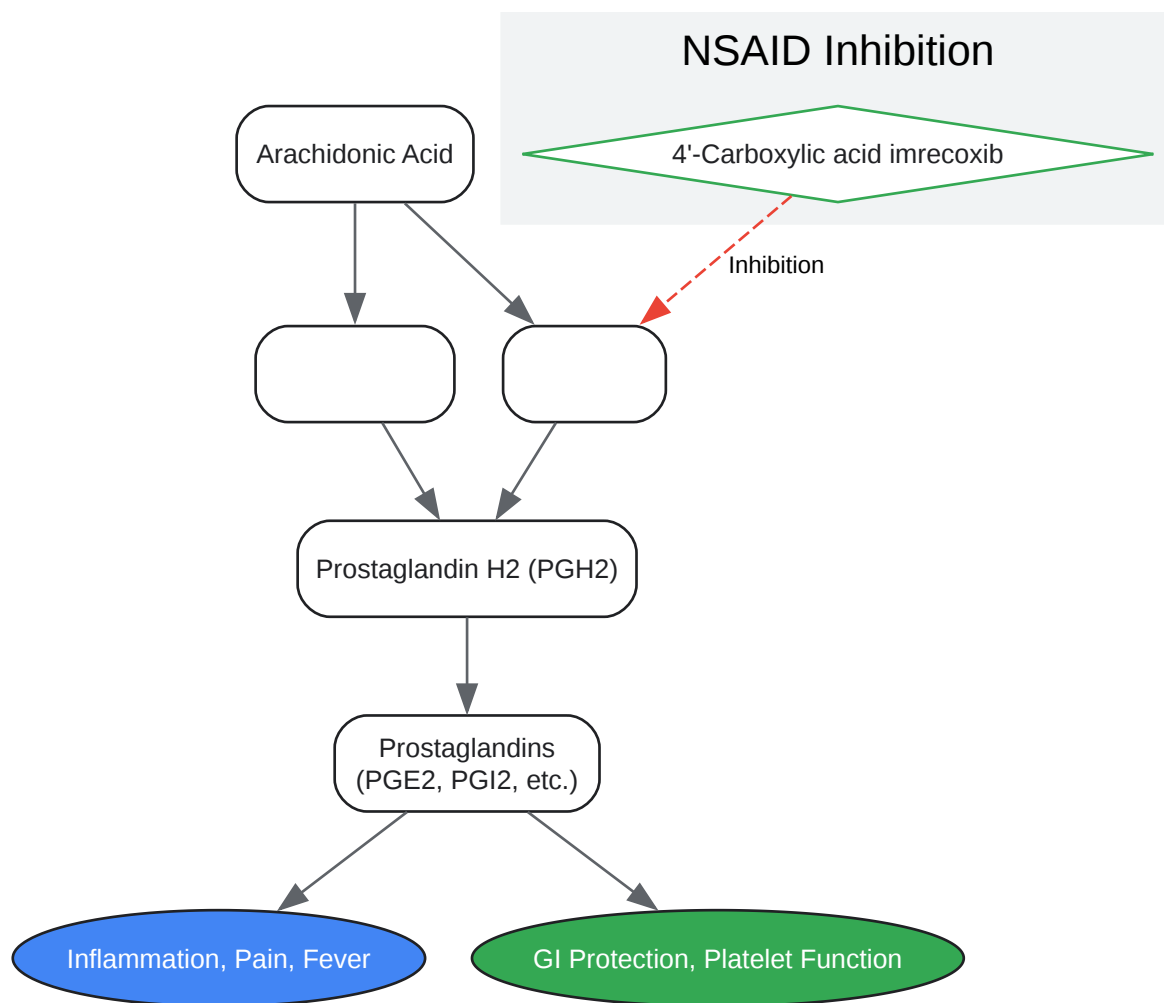 NSAID Inhibition
Arachidonic Acid
4'-Carboxylic acid imrecoxib
Inhibition
Prostaglandin H2 (PGH2)
Prostaglandins
(PGE2, PGI2, etc.)
Inflammation, Pain, Fever
GI Protection, Platelet Function